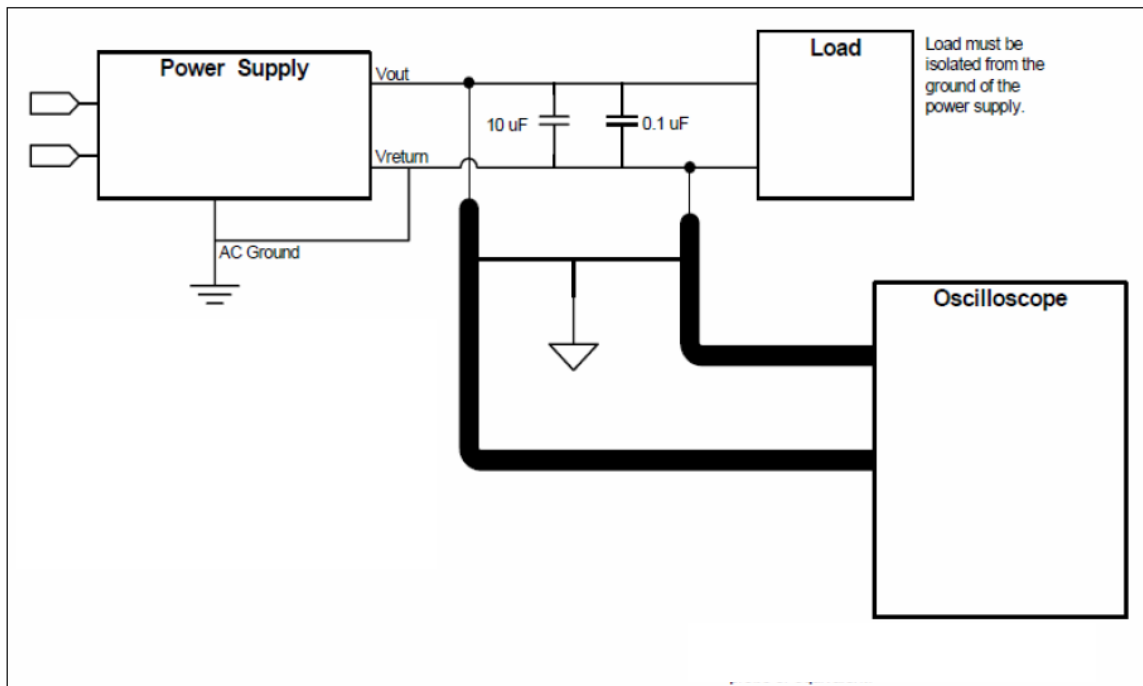 Power Supply
Vout
Vreturn
AC Ground
10 uF
0.1 uF
Load
Load must be
isolated from the
ground of the
power supply.
Oscilloscope